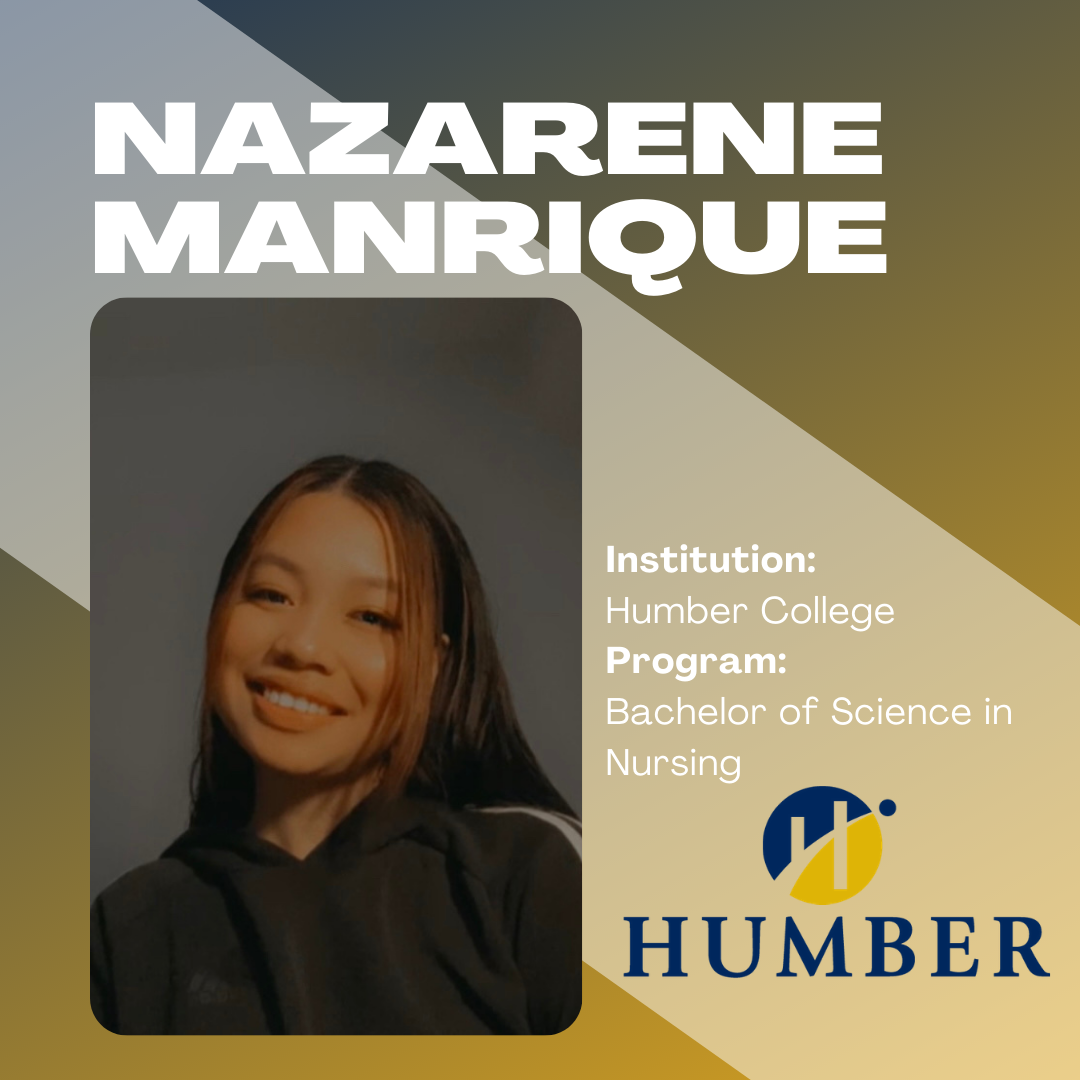 NAZARENE
MANRIQUE
Institution:
Humber College
Program:
Bachelor of Science in
Nursing
H
HUMBER